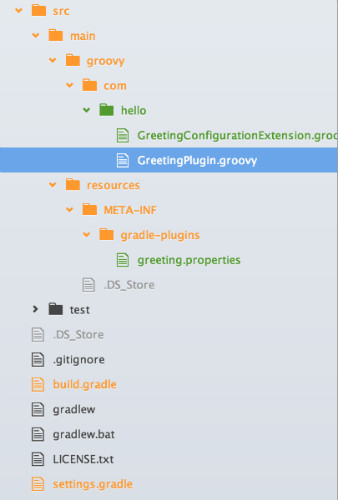 src
main
groovy
com
hello
GreetingConfigurationExtension.groo
GreetingPlugin.groovy
resources
META-INF
gradle-plugins
greeting.properties
.DS_Store
test
.DS_Store
.gitignore
build.gradle
gradlew
gradlew.bat
LICENSE.txt
settings.gradle